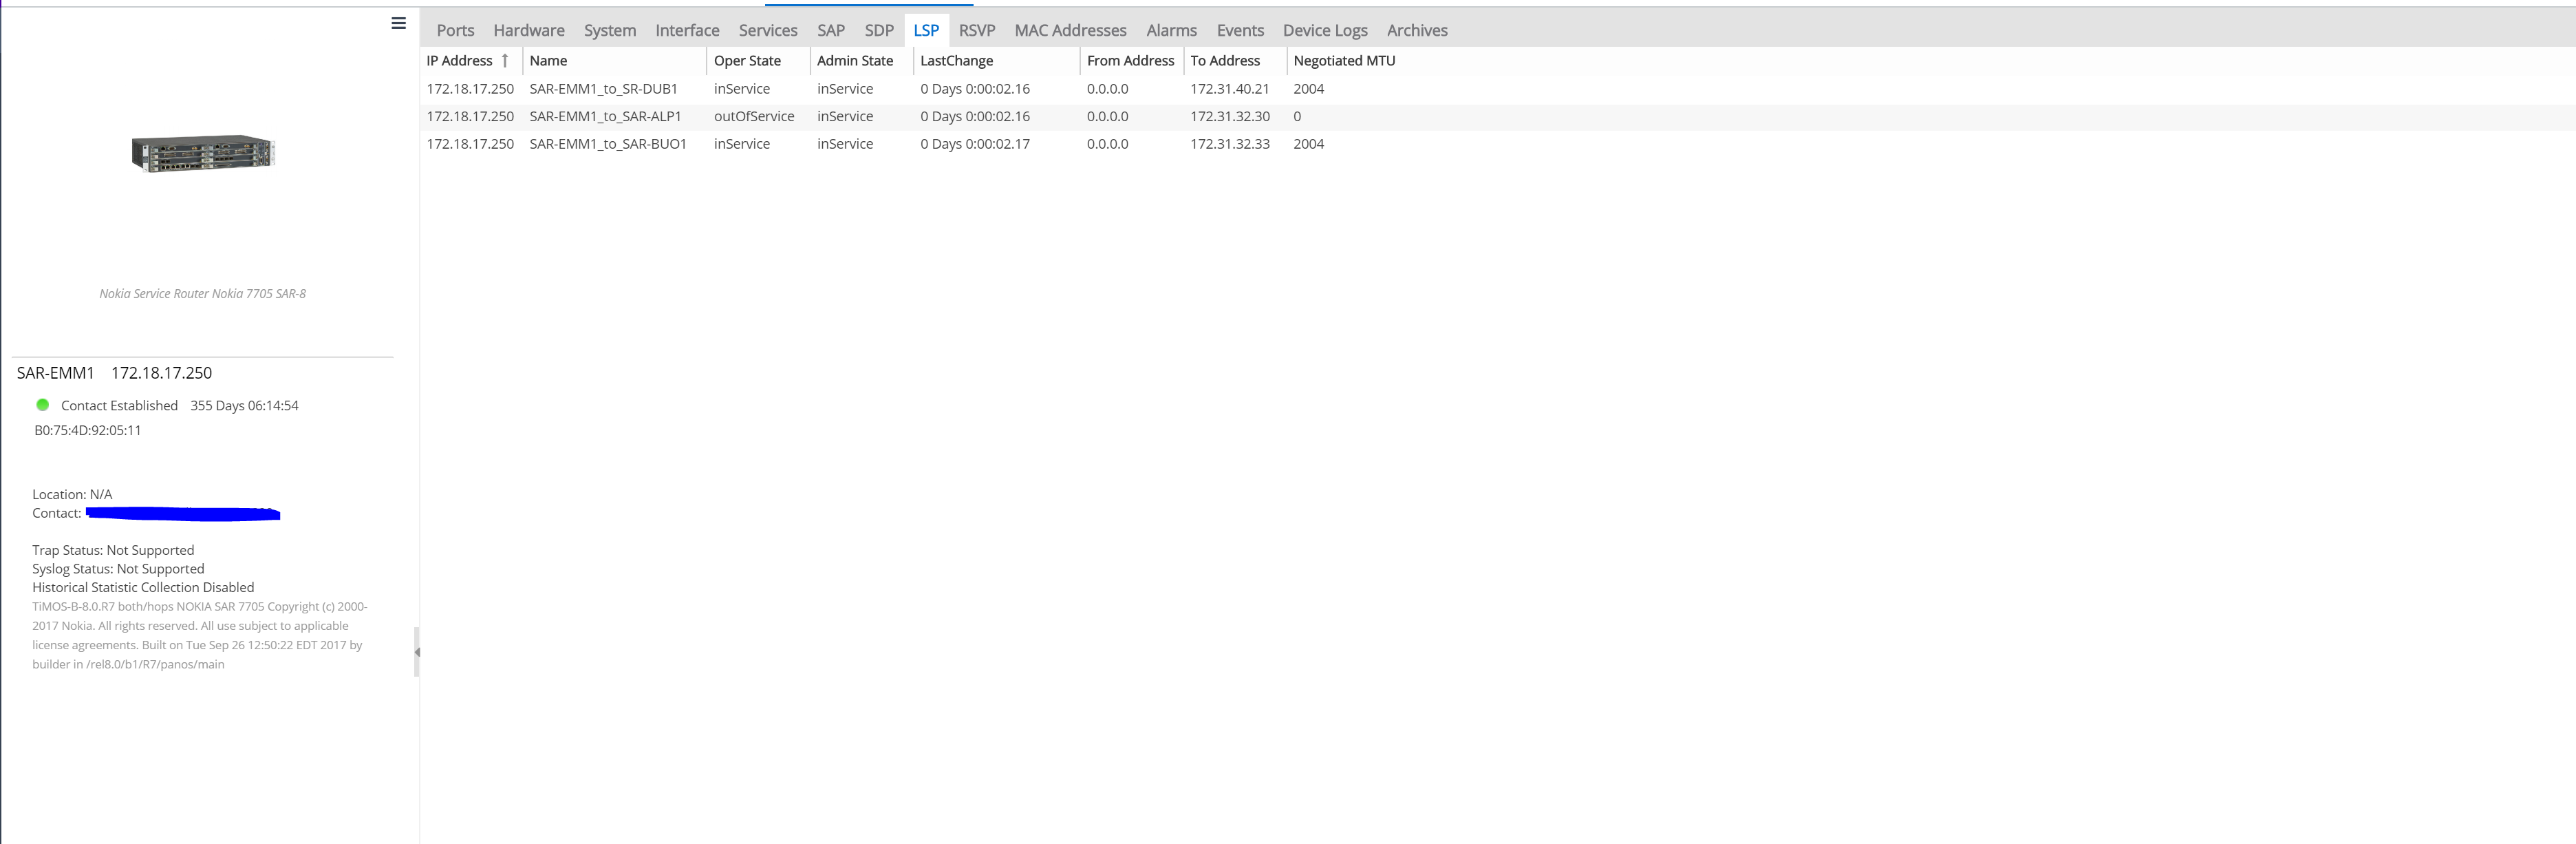 Ports Hardware System Interface Services SAP SDP LSP RSVP MAC Addresses Alarms Events Device Logs Archives
IP Address ↑ Name Oper State Admin State LastChange From Address To Address Negotiated MTU
172.18.17.250 SAR-EMM1_to_SR-DUB1 inService inService 0 Days 0:00:02.16 0.0.0.0 172.31.40.21 2004
172.18.17.250 SAR-EMM1_to_SAR-ALP1 outOfService inService 0 Days 0:00:02.16 0.0.0.0 172.31.32.30 0
172.18.17.250 SAR-EMM1_to_SAR-BUO1 inService inService 0 Days 0:00:02.17 0.0.0.0 172.31.32.33 2004
Nokia Service Router Nokia 7705 SAR-8
SAR-EMM1 172.18.17.250
Contact Established 355 Days 06:14:54
B0:75:4D:92:05:11
Location: N/A
Contact:
Trap Status: Not Supported
Syslog Status: Not Supported
Historical Statistic Collection Disabled
TiMOS-B-8.0.R7 both/hops NOKIA SAR 7705 Copyright (c) 2000-
2017 Nokia. All rights reserved. All use subject to applicable
license agreements. Built on Tue Sep 26 12:50:22 EDT 2017 by
builder in /rel8.0/b1/R7/panos/main